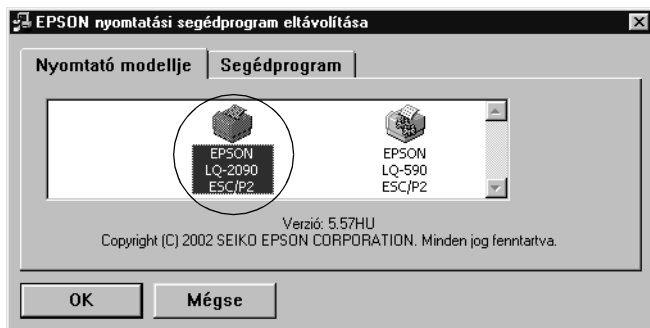 EPSON nyomtatási segédprogram eltávolítása
Nyomtató modellje
Segédprogram
EPSON
LQ-2090
ESC/P2
EPSON
LQ-590
ESC/P2
Verzió: 5.57HU
Copyright (C) 2002 SEIKO EPSON CORPORATION. Minden jog fenntartva.
OK
Mégse